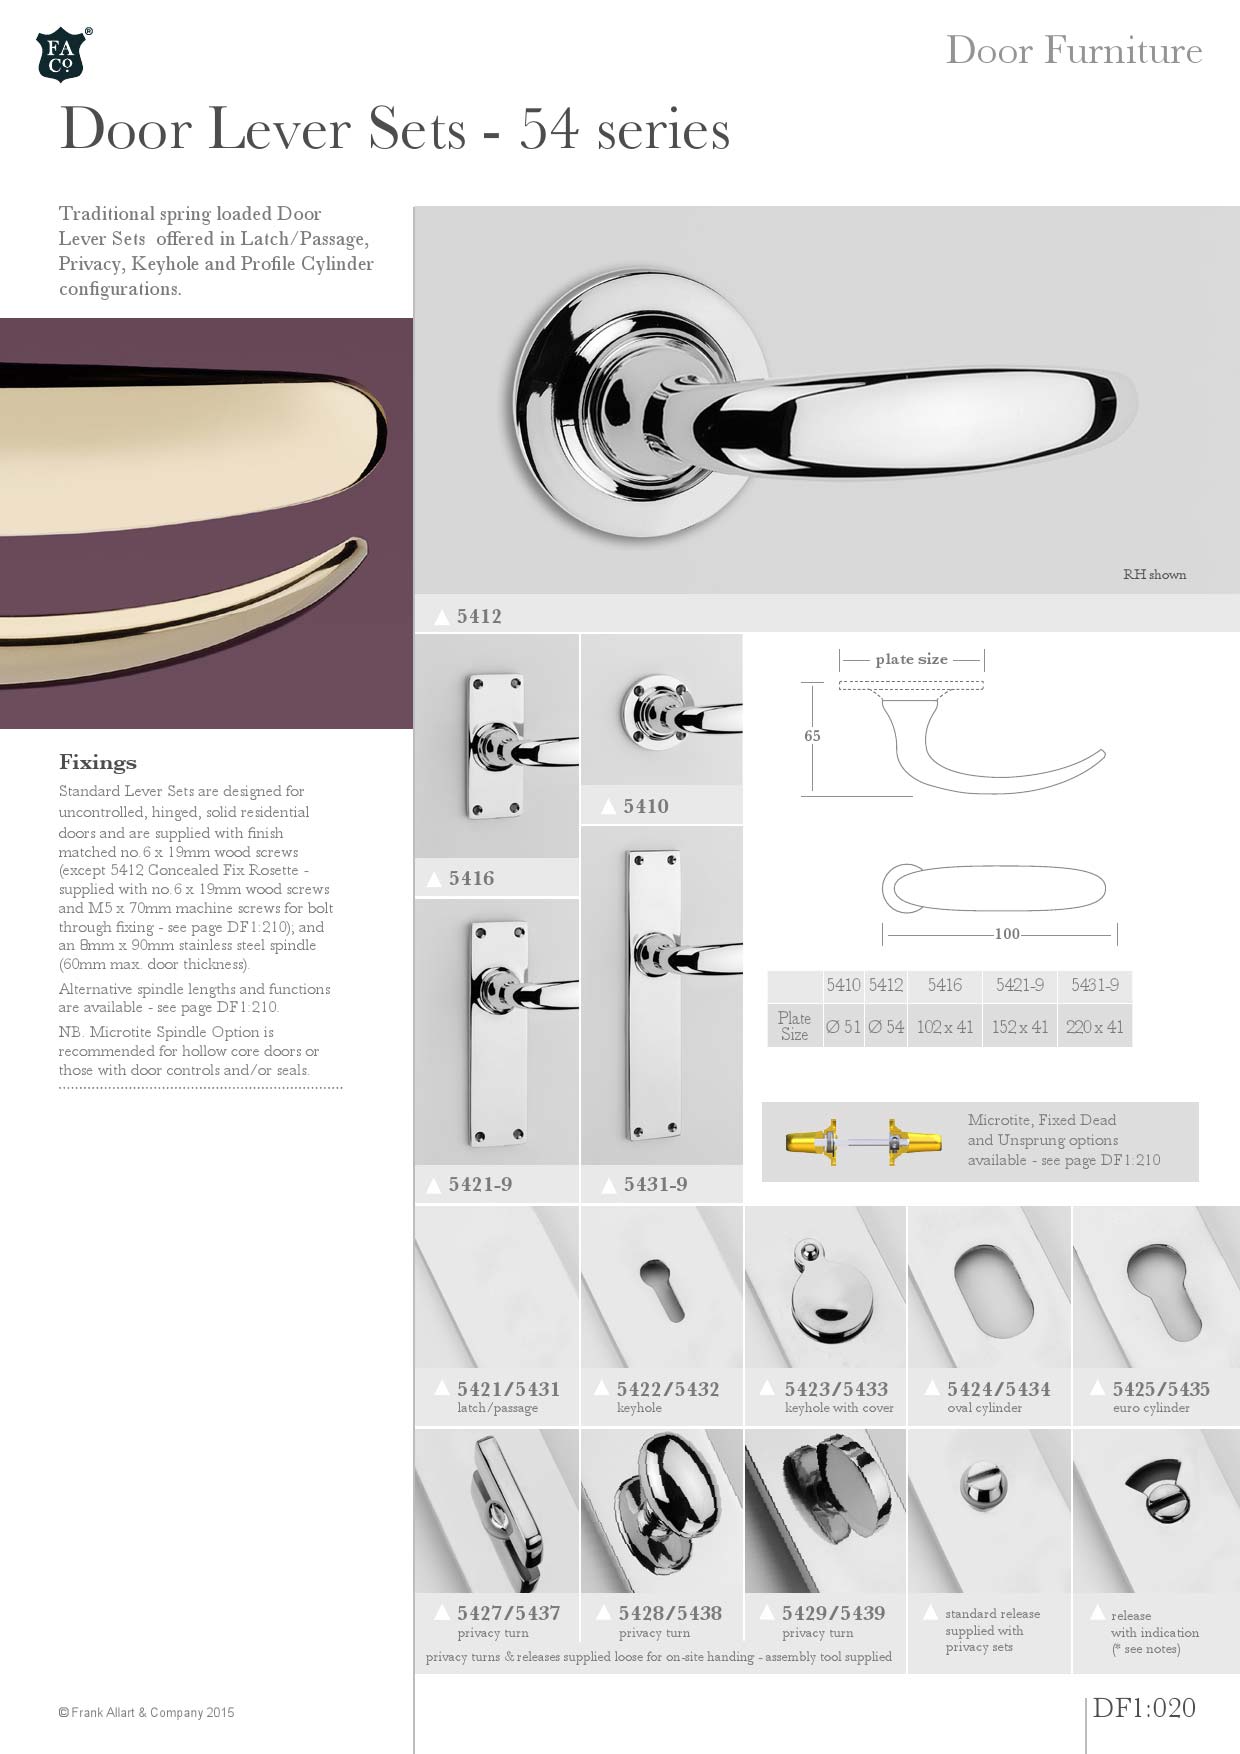 FA
Co.
®
Door Furniture
Door Lever Sets - 54 series
Traditional spring loaded Door
Lever Sets offered in Latch/Passage,
Privacy, Keyhole and Profile Cylinder
configurations.
RH shown
5412
Fixings
Standard Lever Sets are designed for
uncontrolled, hinged, solid residential
doors and are supplied with finish
matched no.6 x 19mm wood screws
(except 5412 Concealed Fix Rosette -
supplied with no.6 x 19mm wood screws
and M5 x 70mm machine screws for bolt
through fixing - see page DF1:210); and
an 8mm x 90mm stainless steel spindle
(60mm max. door thickness).
Alternative spindle lengths and functions
are available - see page DF1:210.
NB. Microtite Spindle Option is
recommended for hollow core doors or
those with door controls and/or seals.
5416
5410
5421-9
5431-9
plate size
65
100
5410 5412 5416 5421-9 5431-9
Plate
Size
Ø 51 Ø 54 102 x 41 152 x 41 220 x 41
Microtite, Fixed Dead
and Unsprung options
available - see page DF1:210
5421/5431
latch/passage
5422/5432
keyhole
5423/5433
keyhole with cover
5424/5434
oval cylinder
5425/5435
euro cylinder
5427/5437
privacy turn
5428/5438
privacy turn
5429/5439
privacy turn
privacy turns & releases supplied loose for on-site handing - assembly tool supplied
standard release
supplied with
privacy sets
release
with indication
(* see notes)
© Frank Allart & Company 2015
DF1:020